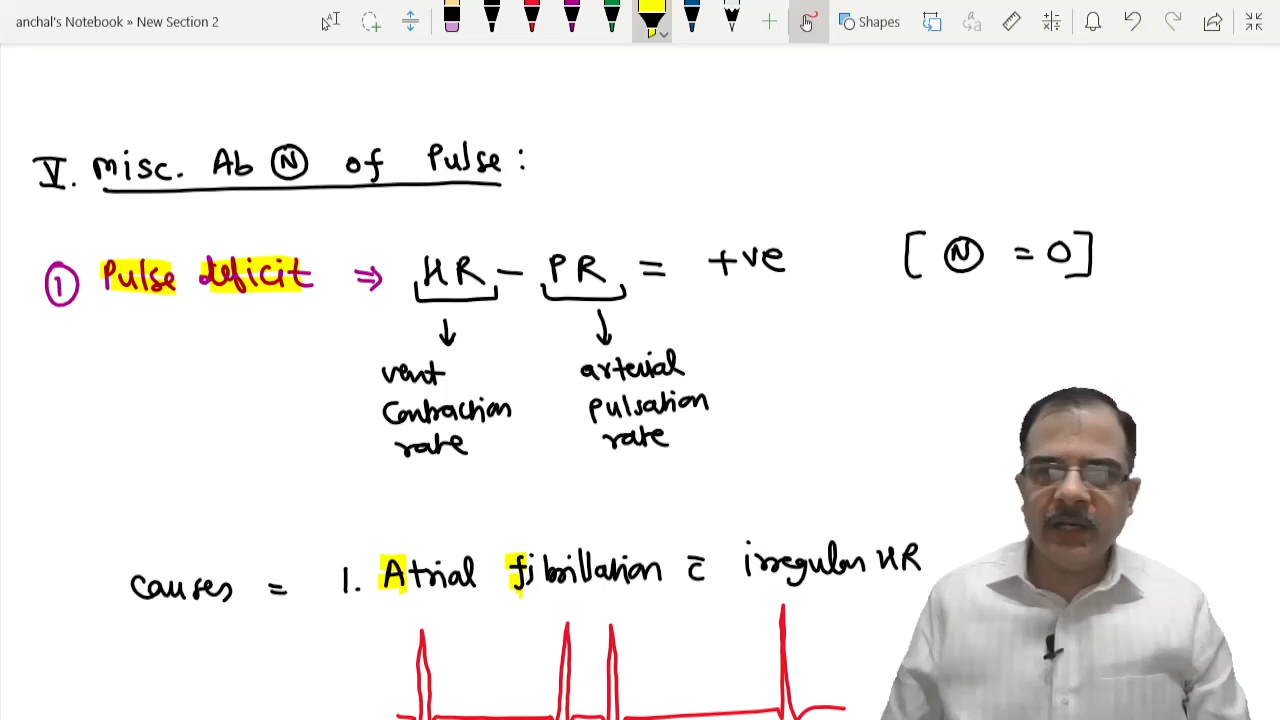 anchal's Notebook » New Section 2
Shapes
V. misc. Ab Ⓝ of Pulse:
① Pulse deficit ⇒ HR - PR = +ve [Ⓝ = 0]
↓ ↓
vent arterial
Contraction Pulsation
rate rate
Causes = 1. Atrial fibrillation c̄ irregular HR